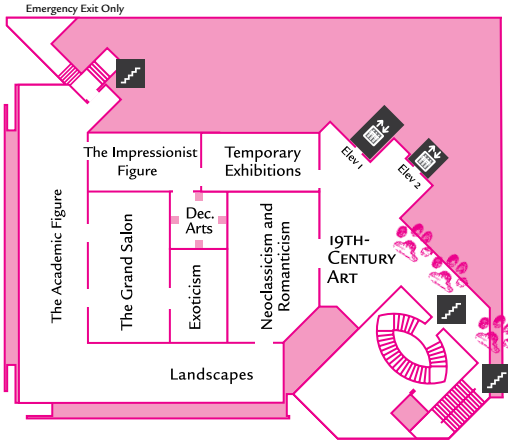 Emergency Exit Only
The Impressionist
Figure
Temporary
Exhibitions
Elev 1
Elev 2
The Academic Figure
The Grand Salon
Dec.
Arts
Exoticism
Neoclassicism and
Romanticism
19TH-
CENTURY
ART
Landscapes